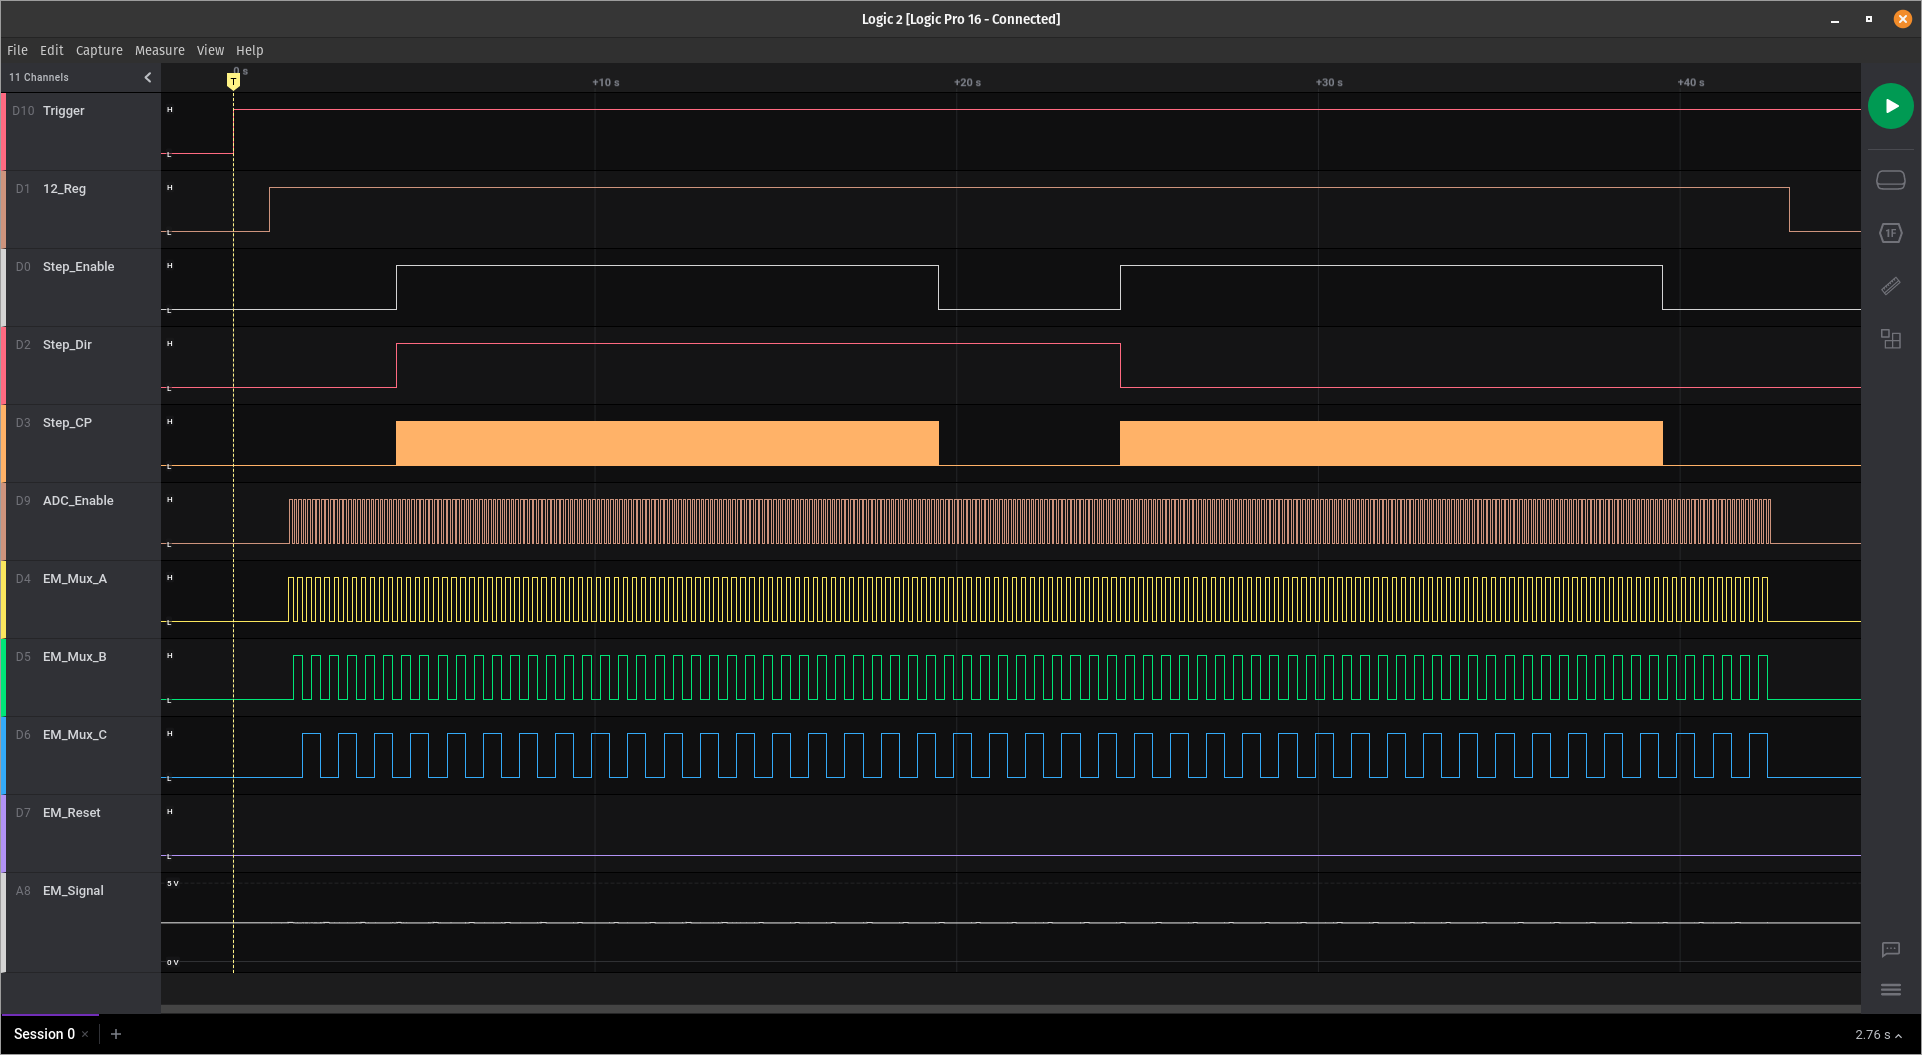 Logic 2 [Logic Pro 16 - Connected]
File Edit Capture Measure View Help
11 Channels
0 s
T
+10 s
+20 s
+30 s
+40 s
D10 Trigger
H
L
D1 12_Reg
H
L
D0 Step_Enable
H
L
D2 Step_Dir
H
L
D3 Step_CP
H
L
D9 ADC_Enable
H
L
D4 EM_Mux_A
H
L
D5 EM_Mux_B
H
L
D6 EM_Mux_C
H
L
D7 EM_Reset
H
L
A8 EM_Signal
5 V
0 V
1F
Session 0 × +
2.76 s